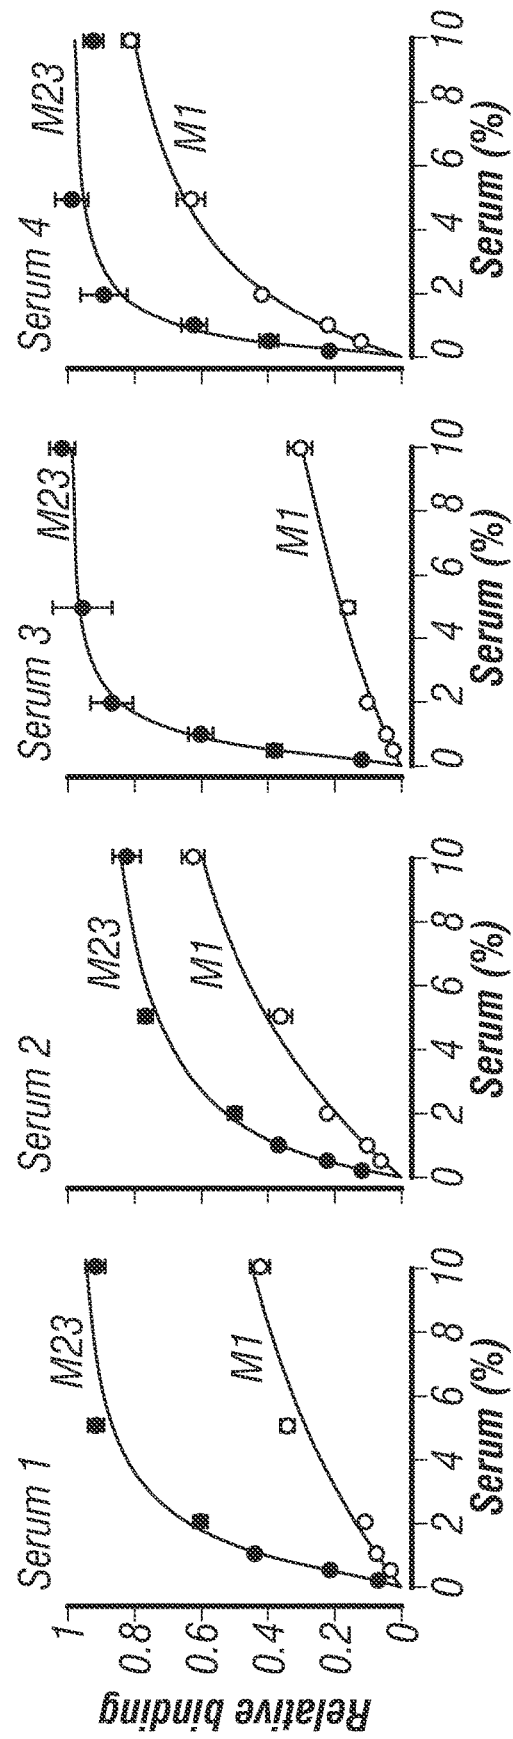 Serum 1
Serum 2
Serum 3
Serum 4
M23
M1
M23
M1
M23
M1
M23
M1
Relative binding
1
0.8
0.6
0.4
0.2
0
0 2 4 6 8 10
0 2 4 6 8 10
0 2 4 6 8 10
0 2 4 6 8 10
Serum (%)
Serum (%)
Serum (%)
Serum (%)